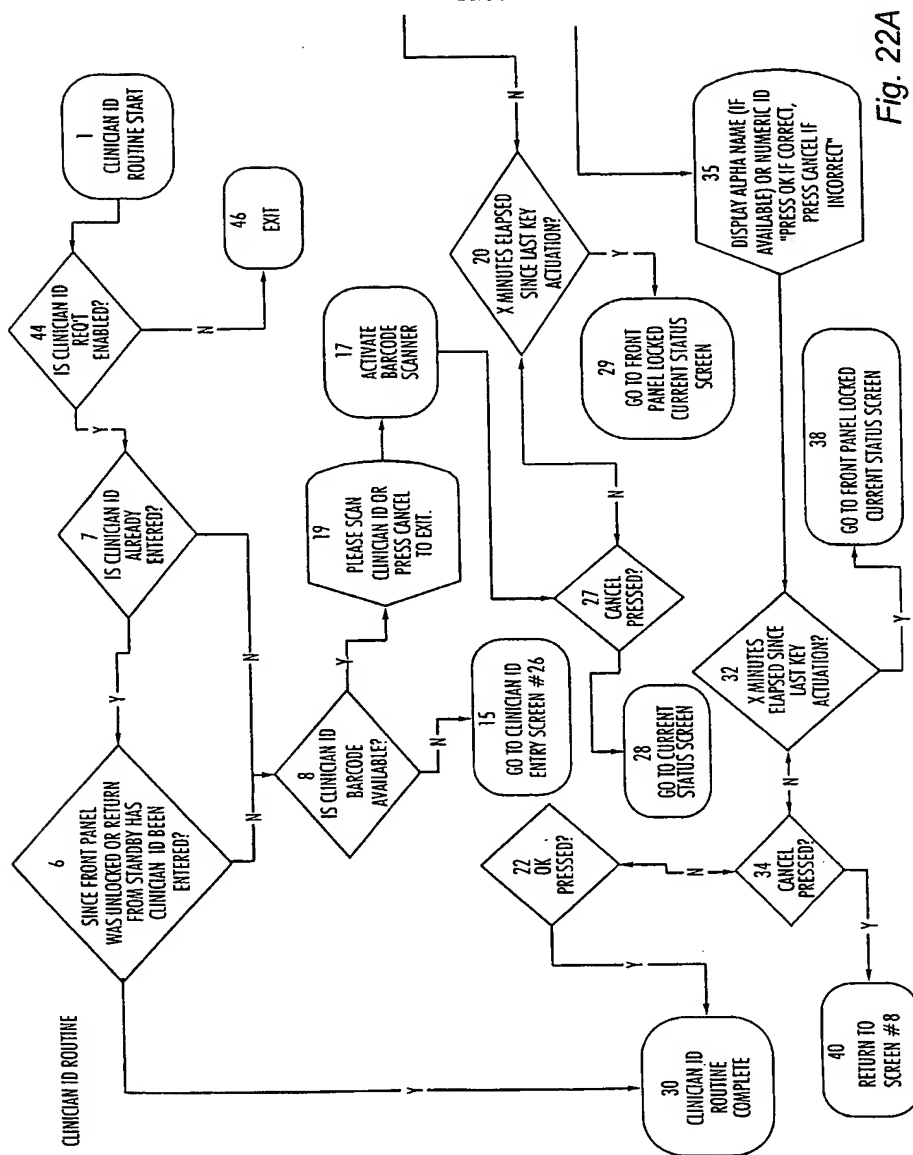 CLINICIAN ROUTINE
1
CLINICIAN ID
ROUTINE START
44
IS CLINICIAN ID
REQ'T
ENABLED?
N
46
EXIT
Y
7
IS CLINICIAN ID
ALREADY
ENTERED?
Y
N
6
SINCE FRONT PANEL
WAS UNLOCKED OR RETURN
FROM STANDBY HAS
CLINICIAN ID BEEN
ENTERED?
N
Y
8
IS CLINICIAN ID
BARCODE
AVAILABLE?
Y
N
19
PLEASE SCAN
CLINICIAN ID OR
PRESS CANCEL
TO EXIT.
17
ACTIVATE
BARCODE
SCANNER
15
GO TO CLINICIAN ID
ENTRY SCREEN #26
27
CANCEL
PRESSED?
N
28
GO TO CURRENT
STATUS SCREEN
20
X MINUTES ELAPSED
SINCE LAST KEY
ACTUATION?
N
Y
29
GO TO FRONT
PANEL LOCKED
CURRENT STATUS
SCREEN
35
DISPLAY ALPHA NAME (IF
AVAILABLE) OR NUMERIC ID
"PRESS OK IF CORRECT,
PRESS CANCEL IF
INCORRECT"
32
X MINUTES
ELAPSED SINCE
LAST KEY
ACTUATION?
Y
N
38
GO TO FRONT PANEL LOCKED
CURRENT STATUS SCREEN
34
CANCEL
PRESSED?
N
Y
22
OK
PRESSED?
Y
30
CLINICIAN ID
ROUTINE
COMPLETE
40
RETURN TO
SCREEN #8
Fig. 22A